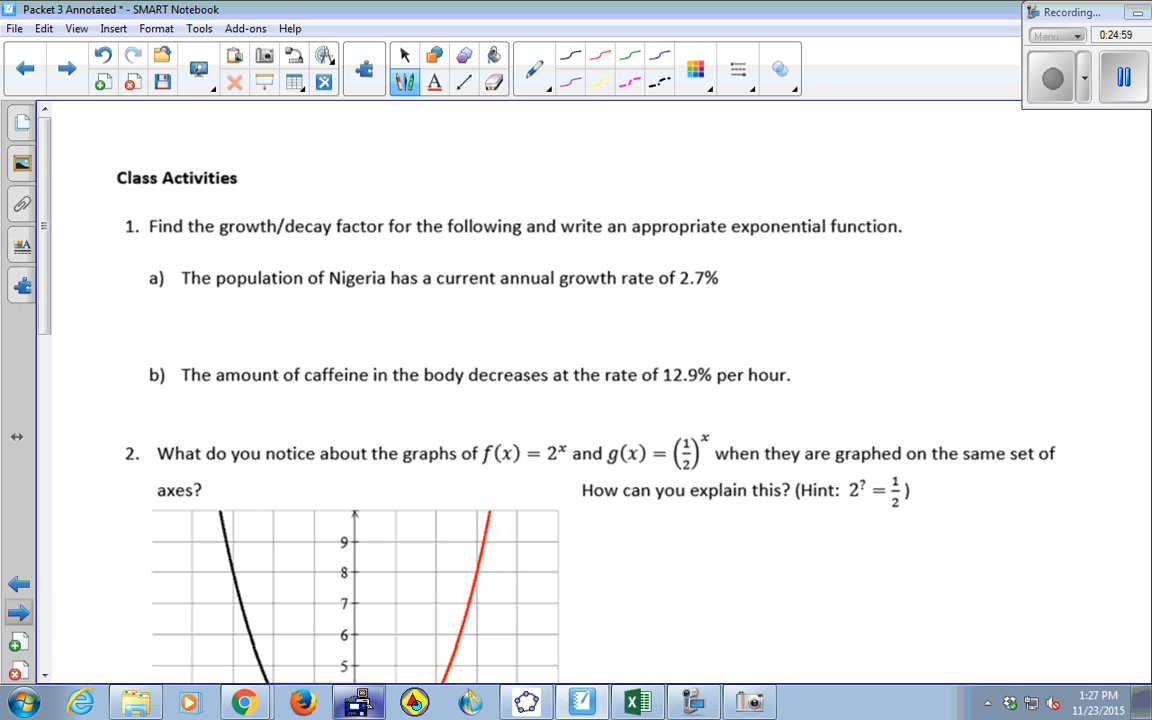 Packet 3 Annotated * - SMART Notebook
Recording...
File Edit View Insert Format Tools Add-ons Help
Menu
0:24:59
Class Activities
1. Find the growth/decay factor for the following and write an appropriate exponential function.
a) The population of Nigeria has a current annual growth rate of 2.7%
b) The amount of caffeine in the body decreases at the rate of 12.9% per hour.
2. What do you notice about the graphs of f(x) = 2ˣ and g(x) = (1/2)ˣ when they are graphed on the same set of
axes? How can you explain this? (Hint: 2^? = 1/2)
9
8
7
6
5
1:27 PM
11/23/2015